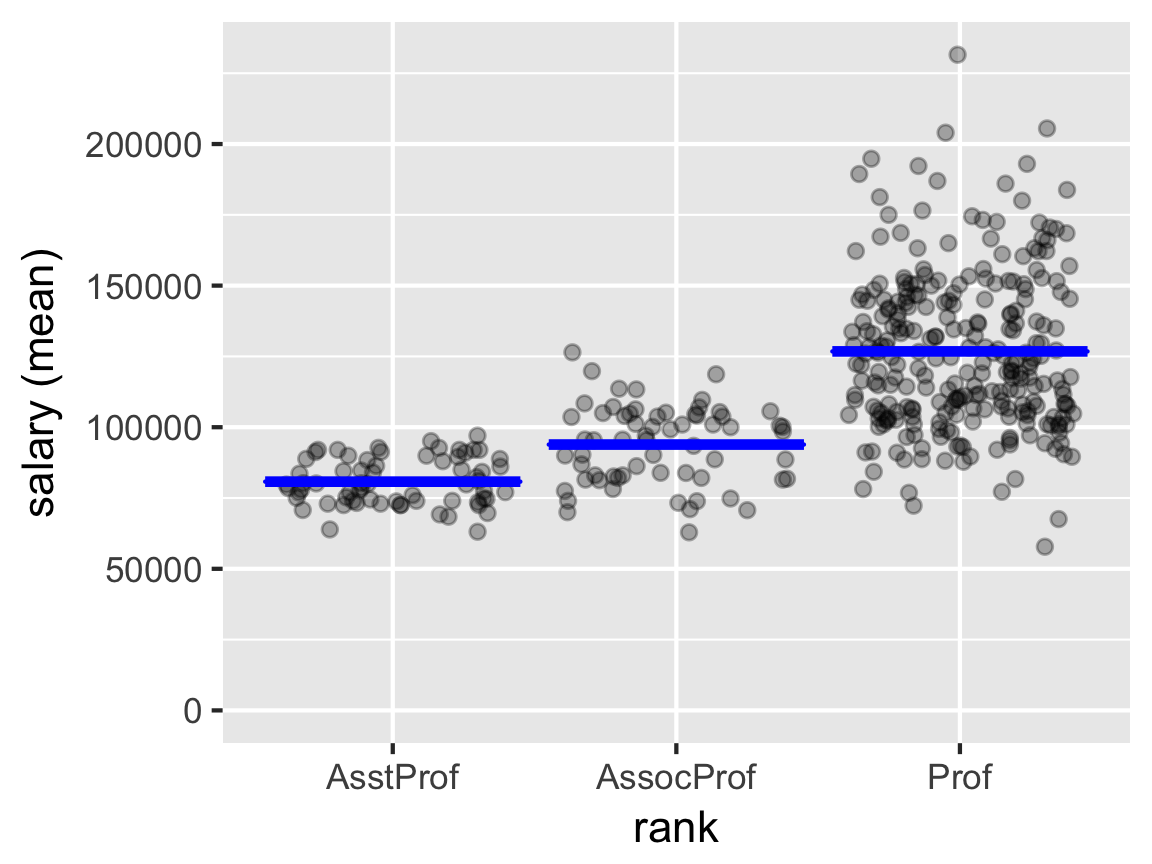 salary (mean)
200000
150000
100000
50000
0
AsstProf
AssocProf
Prof
rank